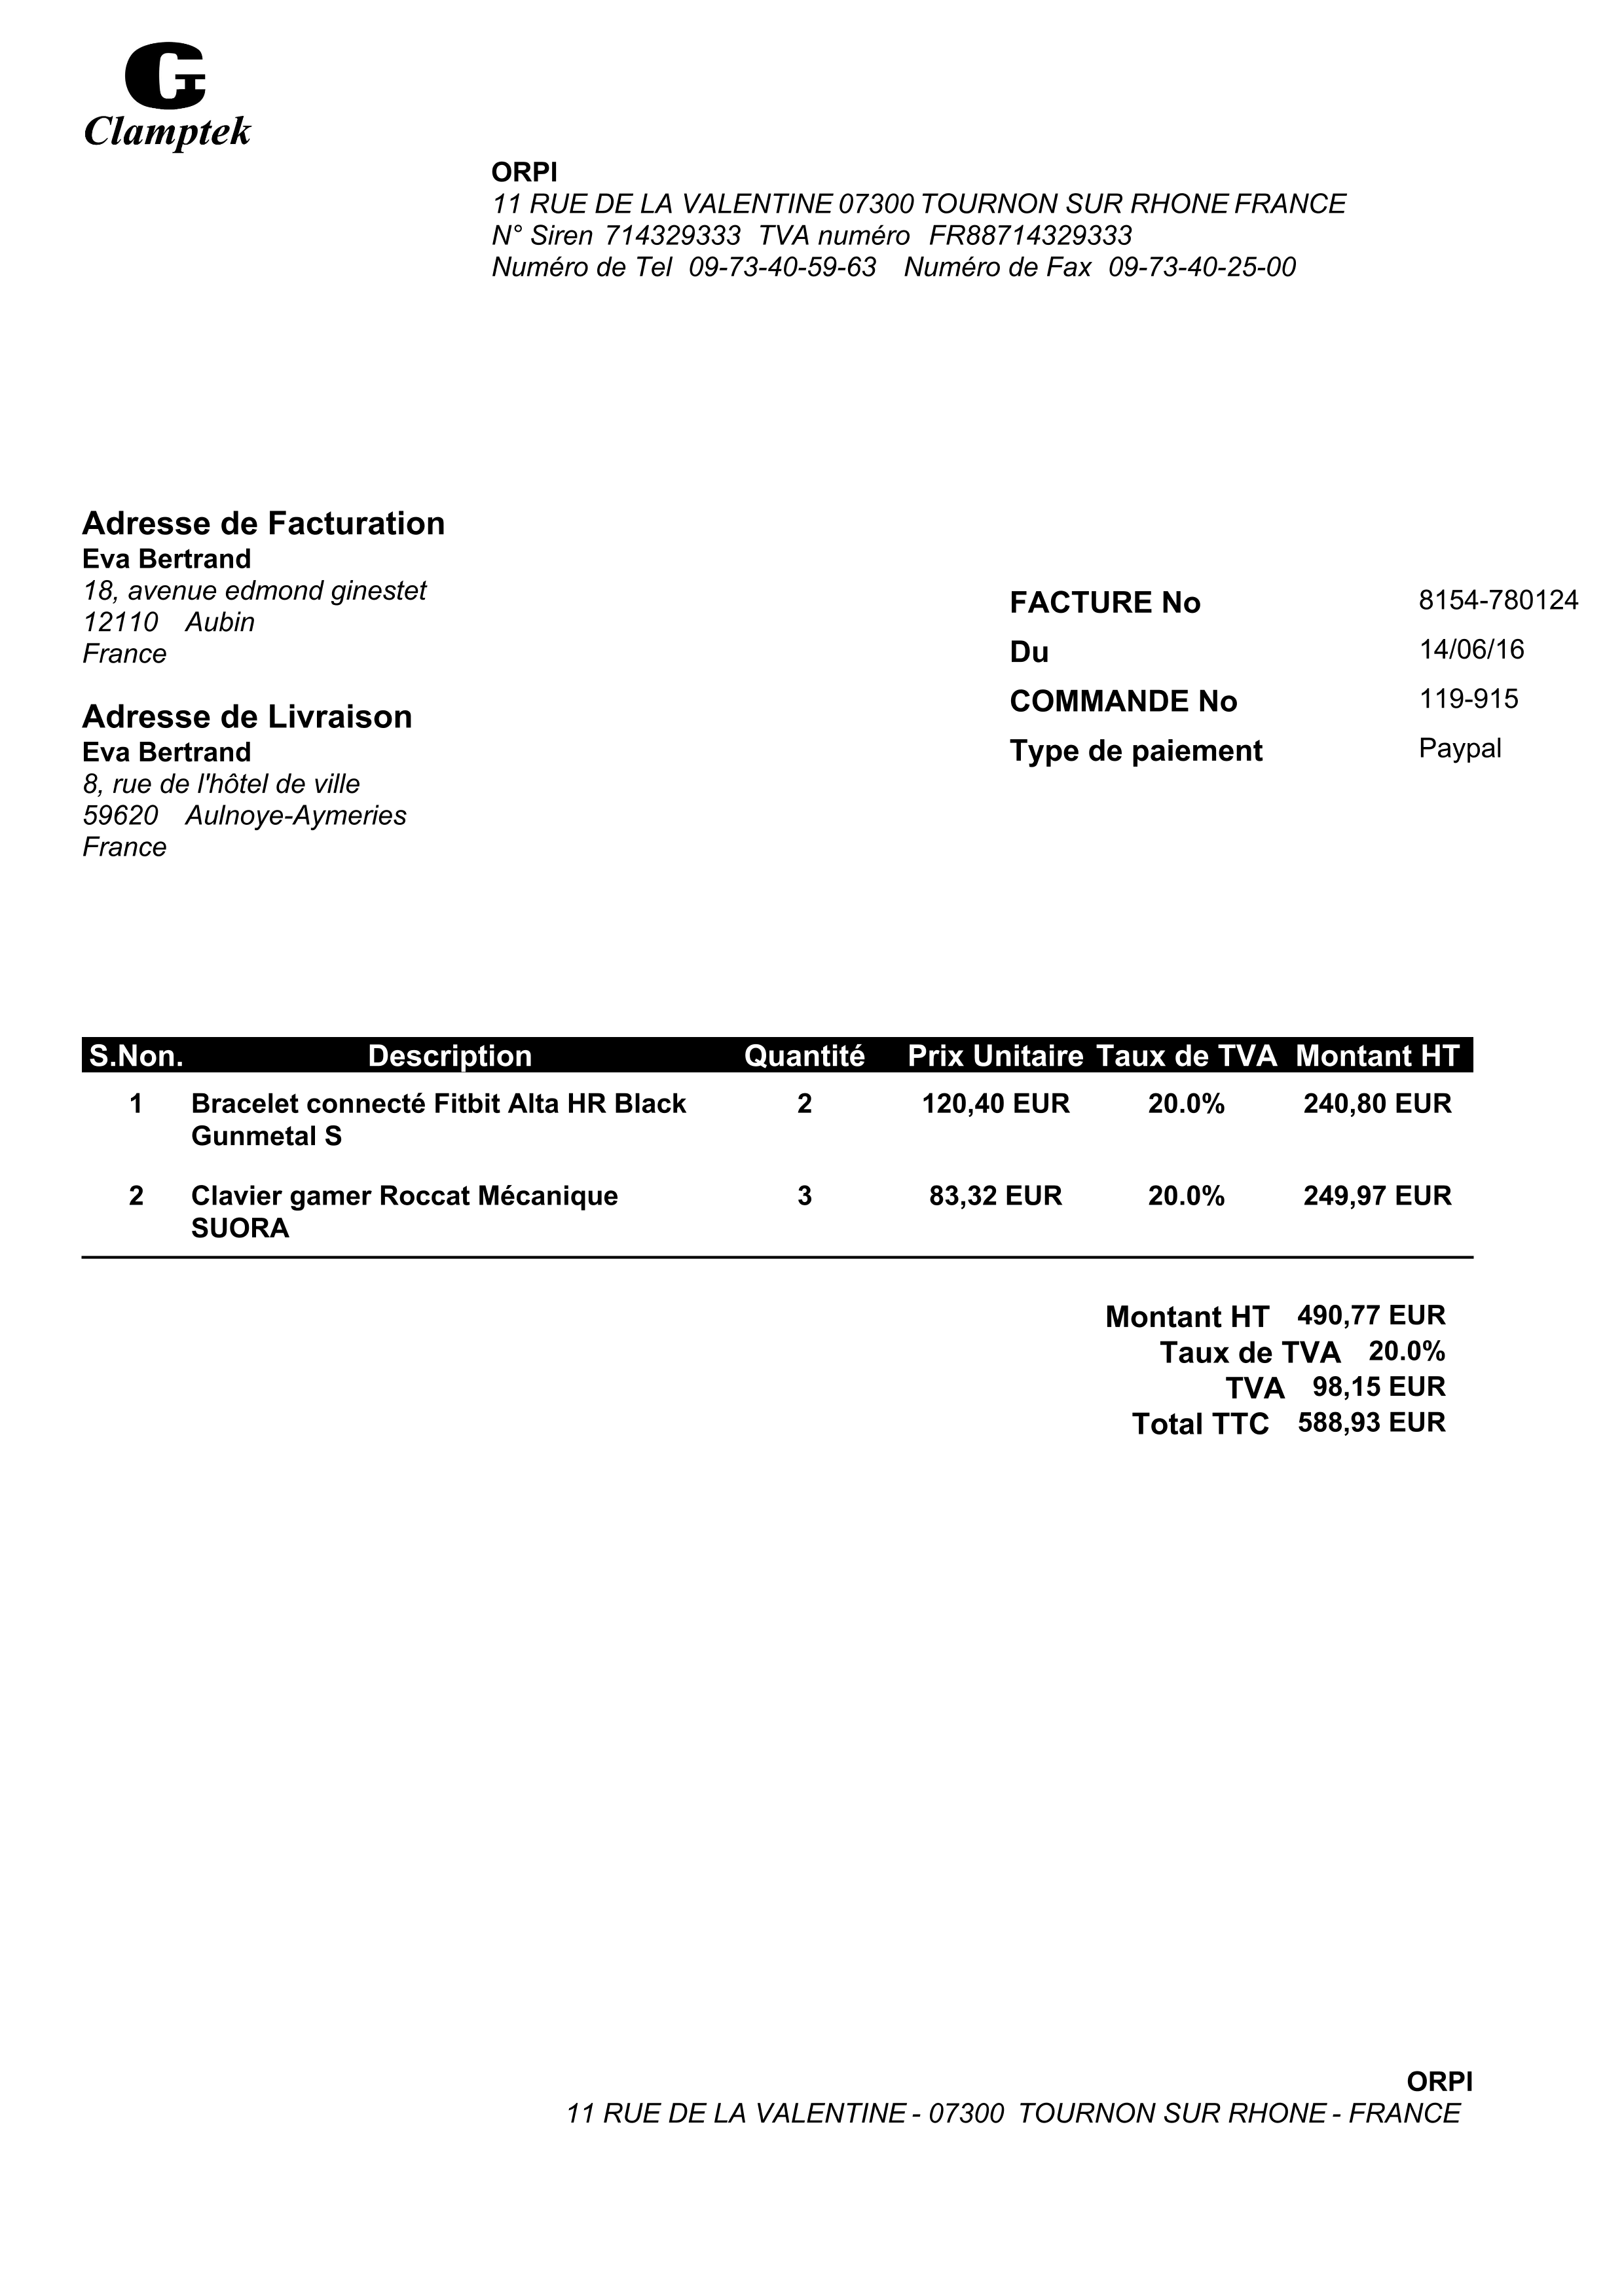 Clamptek
ORPI
11 RUE DE LA VALENTINE 07300 TOURNON SUR RHONE FRANCE
N° Siren 714329333 TVA numéro FR88714329333
Numéro de Tel 09-73-40-59-63 Numéro de Fax 09-73-40-25-00
Adresse de Facturation
Eva Bertrand
18, avenue edmond ginestet
12110 Aubin
France
Adresse de Livraison
Eva Bertrand
8, rue de l'hôtel de ville
59620 Aulnoye-Aymeries
France
FACTURE No 8154-780124
Du 14/06/16
COMMANDE No 119-915
Type de paiement Paypal
S.Non. Description Quantité Prix Unitaire Taux de TVA Montant HT
1 Bracelet connecté Fitbit Alta HR Black 2 120,40 EUR 20.0% 240,80 EUR
Gunmetal S
2 Clavier gamer Roccat Mécanique 3 83,32 EUR 20.0% 249,97 EUR
SUORA
Montant HT 490,77 EUR
Taux de TVA 20.0%
TVA 98,15 EUR
Total TTC 588,93 EUR
ORPI
11 RUE DE LA VALENTINE - 07300 TOURNON SUR RHONE - FRANCE